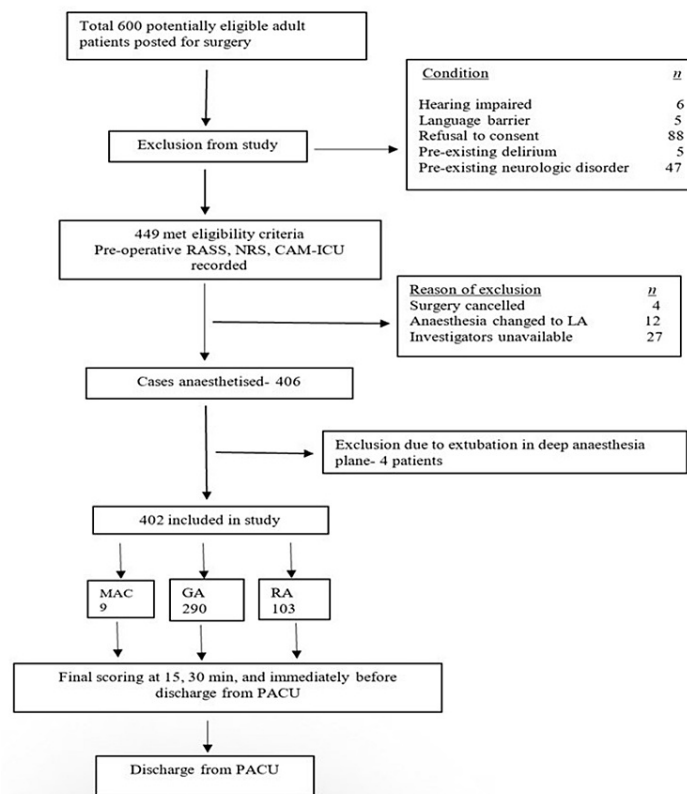 Total 600 potentially eligible adult
patients posted for surgery
Condition n
Hearing impaired 6
Language barrier 5
Refusal to consent 88
Pre-existing delirium 5
Pre-existing neurologic disorder 47
Exclusion from study
449 met eligibility criteria
Pre-operative RASS, NRS, CAM-ICU
recorded
Reason of exclusion n
Surgery cancelled 4
Anaesthesia changed to LA 12
Investigators unavailable 27
Cases anaesthetised- 406
Exclusion due to extubation in deep anaesthesia
plane- 4 patients
402 included in study
MAC
9
GA
290
RA
103
Final scoring at 15, 30 min, and immediately before
discharge from PACU
Discharge from PACU